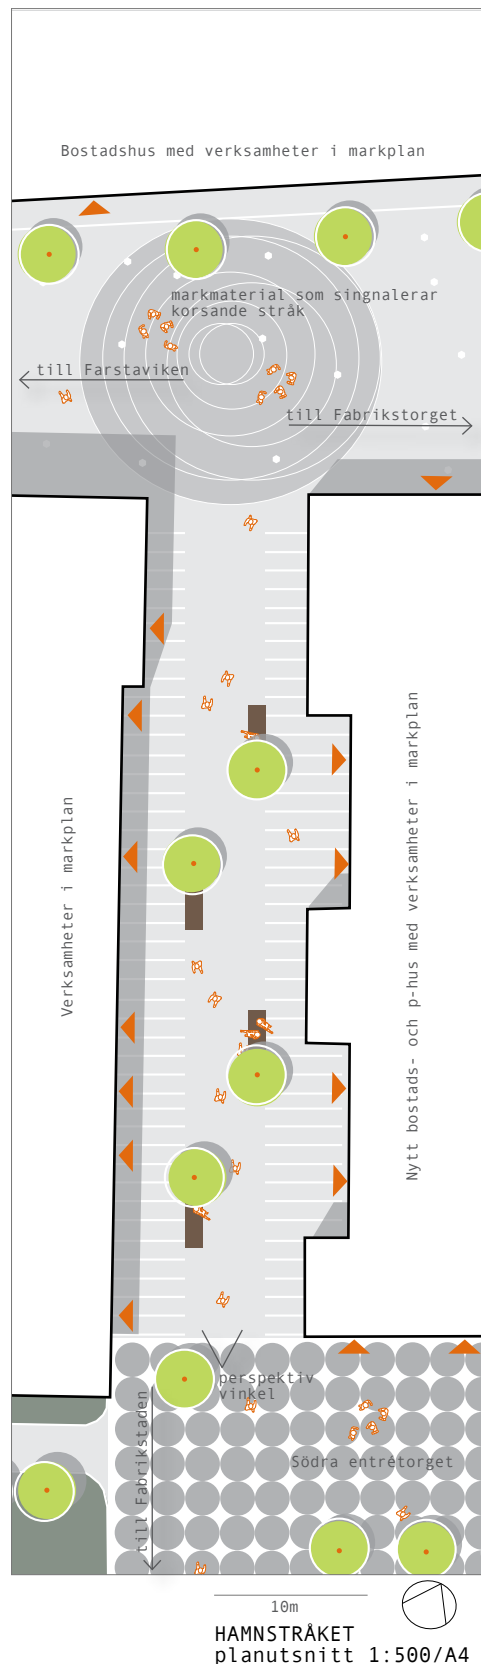 Bostadshus med verksamheter i markplan
markmaterial som singnalerar
korsande stråk
till Farstaviken
till Fabrikstorget
Verksamheter i markplan
Nytt bostads- och p-hus med verksamheter i markplan
perspektiv
vinkel
till Fabrikstaden
Södra entrétorget
10m
HAMNSTRÅKET
planutsnitt 1:500/A4